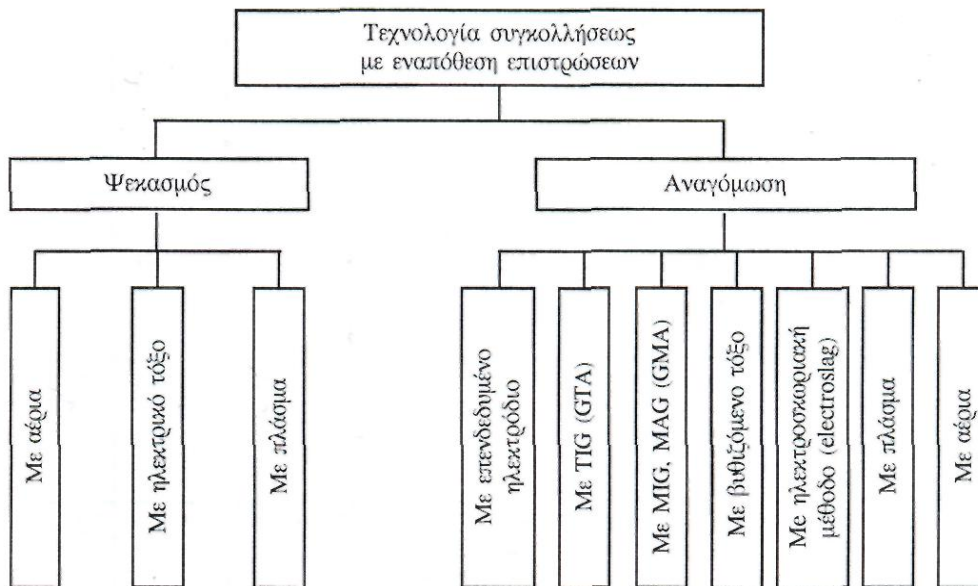 Τεχνολογία συγκολλήσεως
με εναπόθεση επιστρώσεων
Ψεκασμός
Αναγόμωση
Με αέρια
Με ηλεκτρικό τόξο
Με πλάσμα
Με επενδεδυμένο
ηλεκτρόδιο
Με TIG (GTA)
Με MIG, MAG (GMA)
Με βυθιζόμενο τόξο
Με ηλεκτροσκωριακή
μέθοδο (electroslag)
Με πλάσμα
Με αέρια